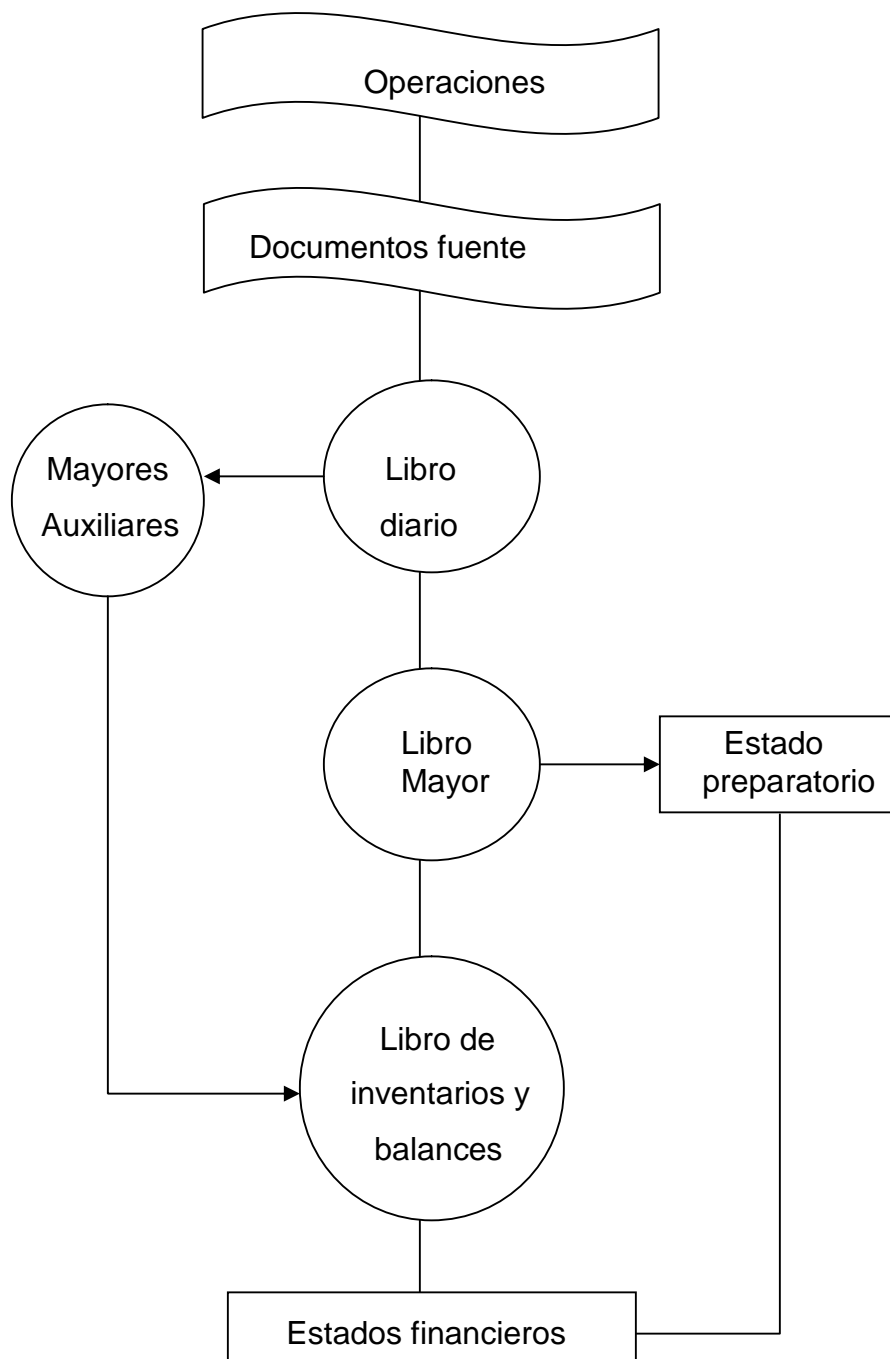 Operaciones
Documentos fuente
Mayores
Auxiliares
Libro
diario
Libro
Mayor
Estado
preparatorio
Libro de
inventarios y
balances
Estados financieros